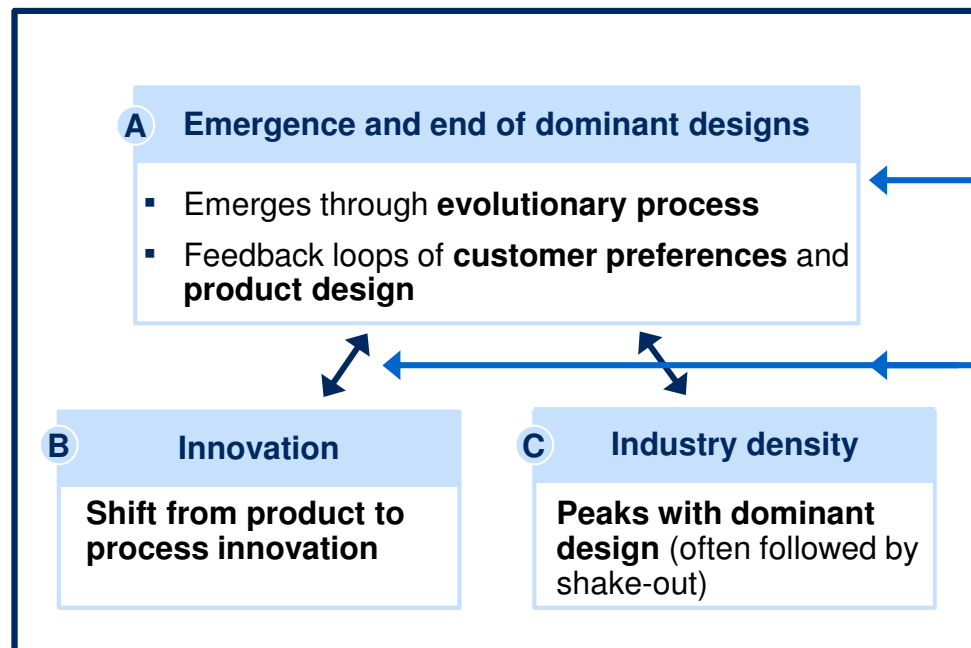 A Emergence and end of dominant designs
▪ Emerges through evolutionary process
▪ Feedback loops of customer preferences and
product design
B Innovation
Shift from product to
process innovation
C Industry density
Peaks with dominant
design (often followed by
shake-out)